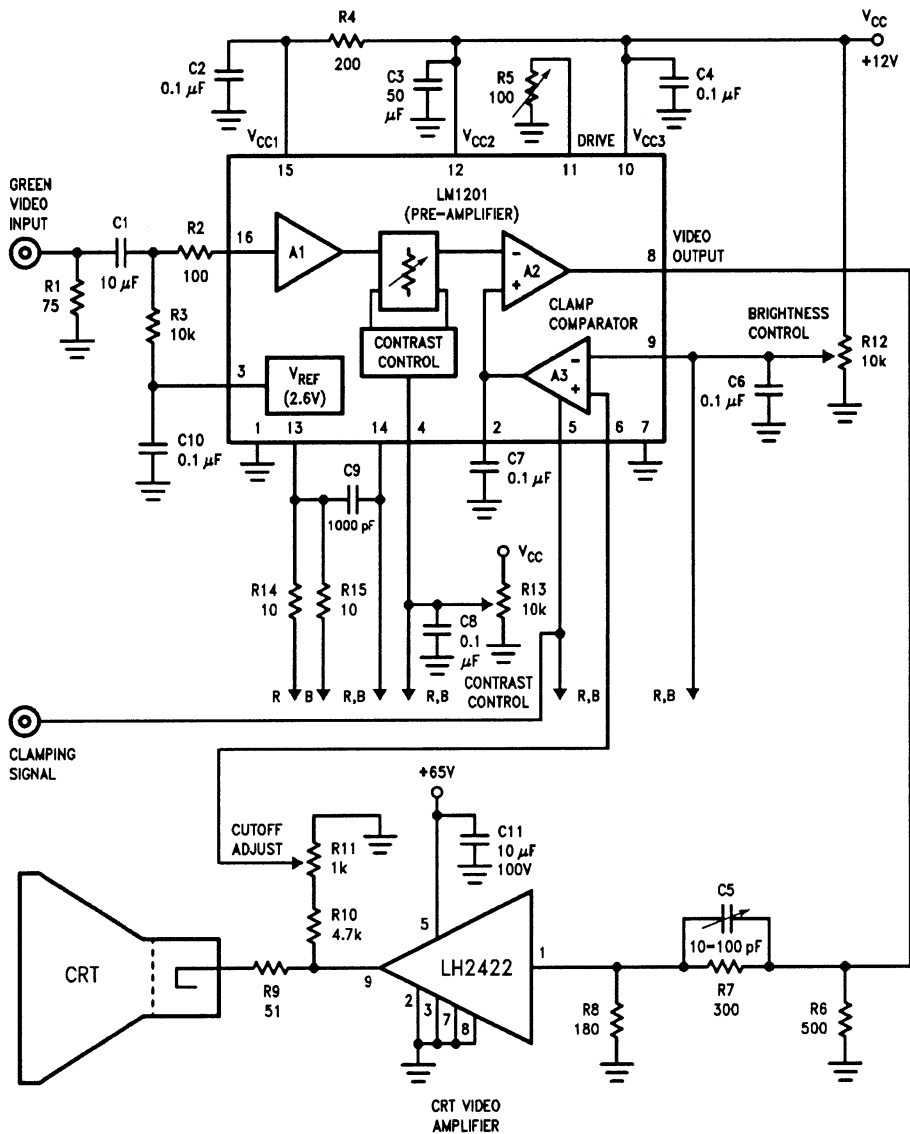 R4
200
V_CC
+12V
C2
0.1 μF
C3
50
μF
R5
100
C4
0.1 μF
V_CC1
V_CC2
DRIVE
V_CC3
15
12
11
10
GREEN
VIDEO
INPUT
LM1201
(PRE-AMPLIFIER)
C1
10 μF
R2
100
16
A1
-
+
A2
8
VIDEO
OUTPUT
R1
75
R3
10k
CLAMP
COMPARATOR
CONTRAST
CONTROL
-
+
A3
9
BRIGHTNESS
CONTROL
R12
10k
3
V_REF
(2.6V)
C6
0.1 μF
C10
0.1 μF
1
13
14
4
2
5
6
7
C9
1000 pF
C7
0.1 μF
V_CC
R14
10
R15
10
R13
10k
C8
0.1
μF
CONTRAST
CONTROL
R
B
R,B
R,B
R,B
R,B
CLAMPING
SIGNAL
+65V
CUTOFF
ADJUST
R11
1k
C11
10 μF
100V
R10
4.7k
5
C5
10-100 pF
CRT
9
LH2422
1
R9
51
2
3
7
8
R8
180
R7
300
R6
500
CRT VIDEO
AMPLIFIER